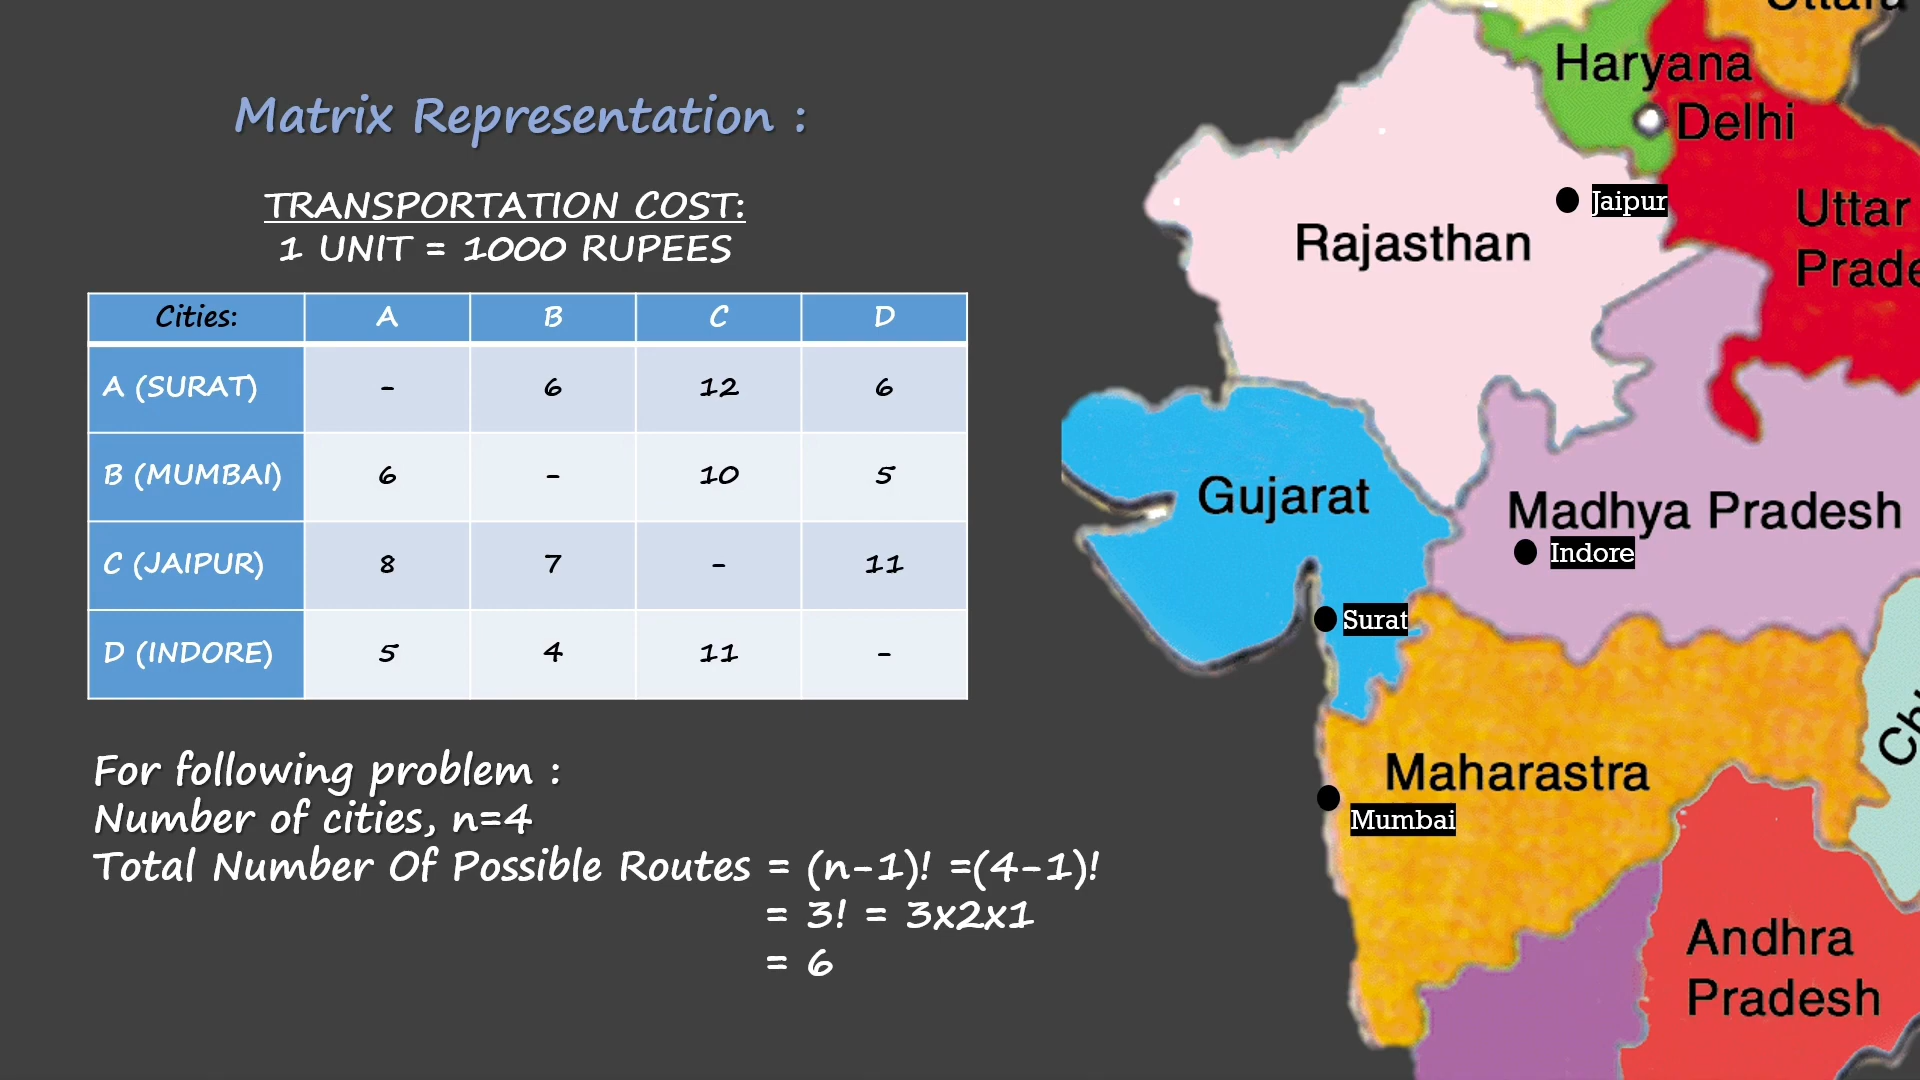 Matrix Representation :
TRANSPORTATION COST:
1 UNIT = 1000 RUPEES
Cities: A B C D
A (SURAT) - 6 12 6
B (MUMBAI) 6 - 10 5
C (JAIPUR) 8 7 - 11
D (INDORE) 5 4 11 -
For following problem :
Number of cities, n=4
Total Number Of Possible Routes = (n-1)! =(4-1)!
= 3! = 3x2x1
= 6
Haryana
Delhi
Jaipur
Rajasthan
Uttar
Gujarat
Madhya Pradesh
Indore
Surat
Maharastra
Mumbai
Andhra
Pradesh